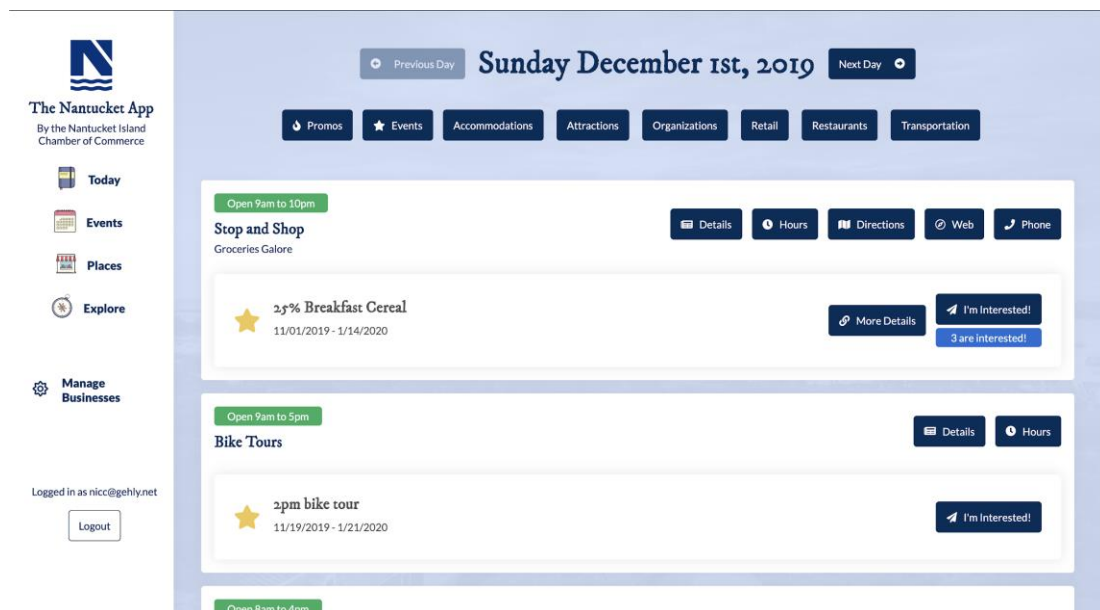 The Nantucket App
By the Nantucket Island
Chamber of Commerce
Today
Events
Places
Explore
Manage
Businesses
Logged in as nicc@gehly.net
Logout
Previous Day Sunday December 1st, 2019 Next Day
Promos Events Accommodations Attractions Organizations Retail Restaurants Transportation
Open 9am to 10pm
Stop and Shop
Groceries Galore
Details Hours Directions Web Phone
25% Breakfast Cereal
11/01/2019 - 1/14/2020
More Details
I'm Interested!
3 are interested!
Open 9am to 5pm
Bike Tours
Details Hours
2pm bike tour
11/19/2019 - 1/21/2020
I'm Interested!
Open 8am to 4pm